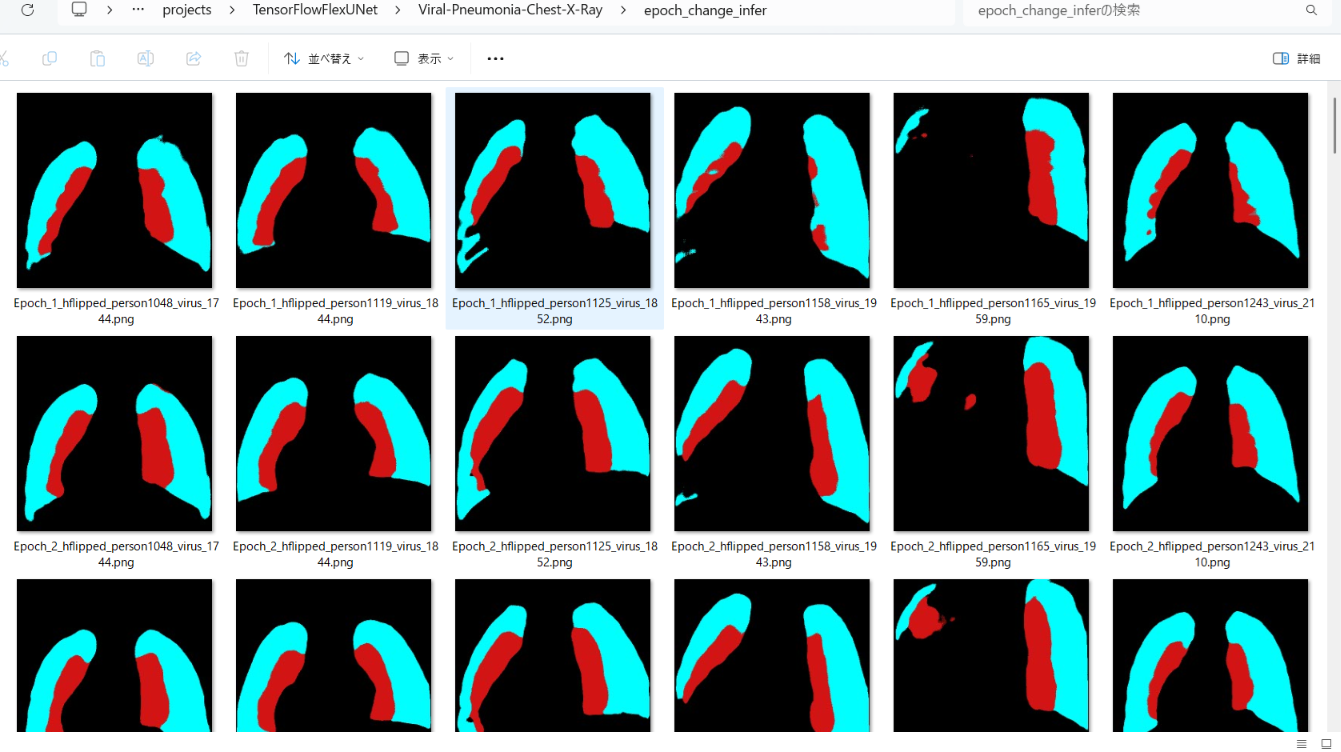 … projects > TensorFlowFlexUNet > Viral-Pneumonia-Chest-X-Ray > epoch_change_infer
epoch_change_inferの検索
並べ替え
表示
詳細
Epoch_1_hflipped_person1048_virus_17
44.png
Epoch_1_hflipped_person1119_virus_18
44.png
Epoch_1_hflipped_person1125_virus_18
52.png
Epoch_1_hflipped_person1158_virus_19
43.png
Epoch_1_hflipped_person1165_virus_19
59.png
Epoch_1_hflipped_person1243_virus_21
10.png
Epoch_2_hflipped_person1048_virus_17
44.png
Epoch_2_hflipped_person1119_virus_18
44.png
Epoch_2_hflipped_person1125_virus_18
52.png
Epoch_2_hflipped_person1158_virus_19
43.png
Epoch_2_hflipped_person1165_virus_19
59.png
Epoch_2_hflipped_person1243_virus_21
10.png